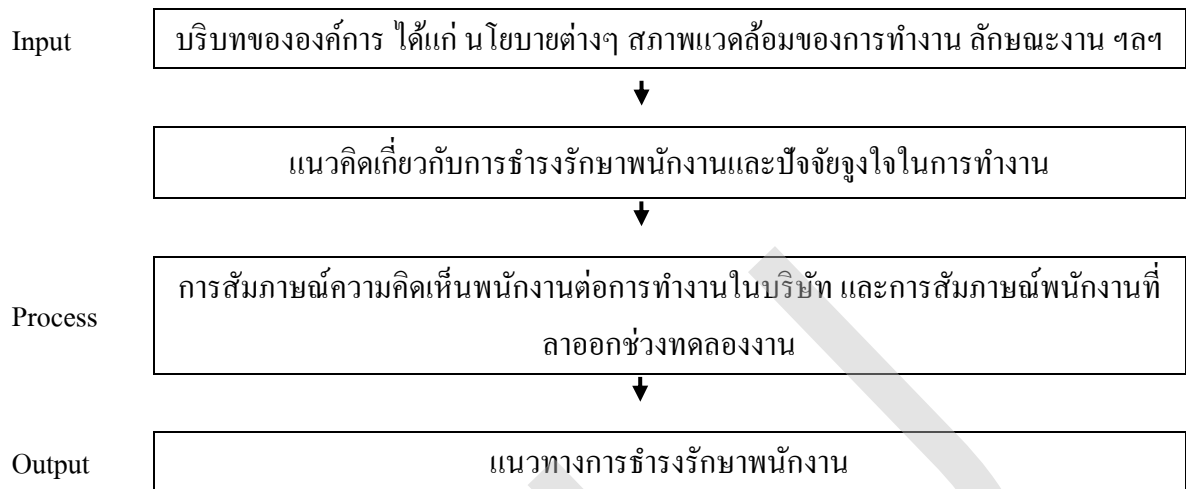 Input
บริบทขององค์การ ได้แก่ นโยบายต่างๆ สภาพแวดล้อมของการทำงาน ลักษณะงาน ฯลฯ
แนวคิดเกี่ยวกับการธำรงรักษาพนักงานและปัจจัยจูงใจในการทำงาน
Process
การสัมภาษณ์ความคิดเห็นพนักงานต่อการทำงานในบริษัท และการสัมภาษณ์พนักงานที่
ลาออกช่วงทดลองงาน
Output
แนวทางการธำรงรักษาพนักงาน